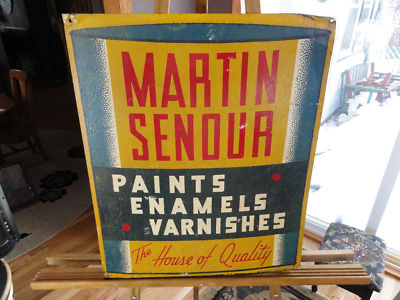 MARTIN
SENOUR
PAINTS
ENAMELS
VARNISHES
The House of Quality